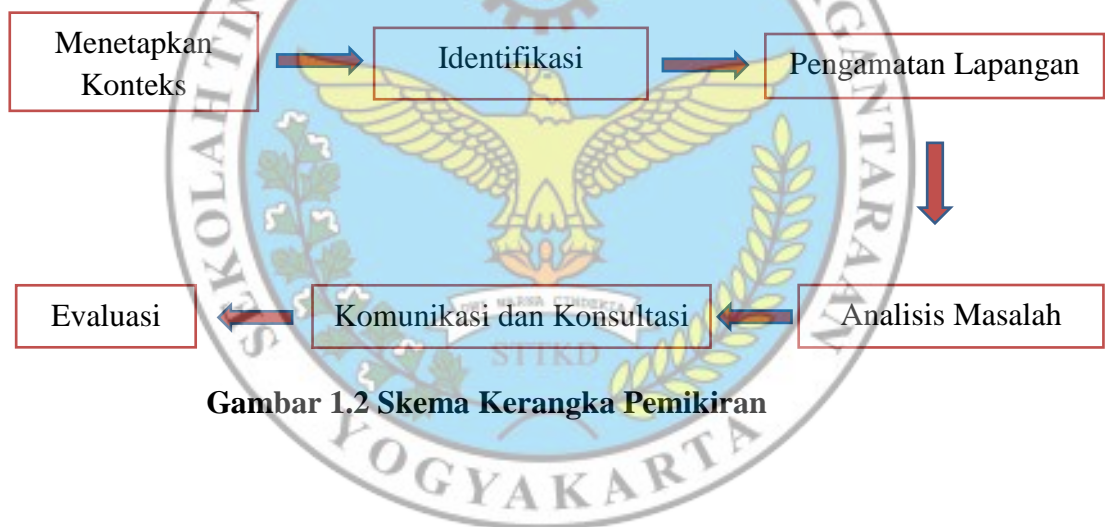 Menetapkan
Konteks
Identifikasi
Pengamatan Lapangan
Evaluasi
Komunikasi dan Konsultasi
Analisis Masalah
STTKD
Gambar 1.2 Skema Kerangka Pemikiran
YOGYAKARTA